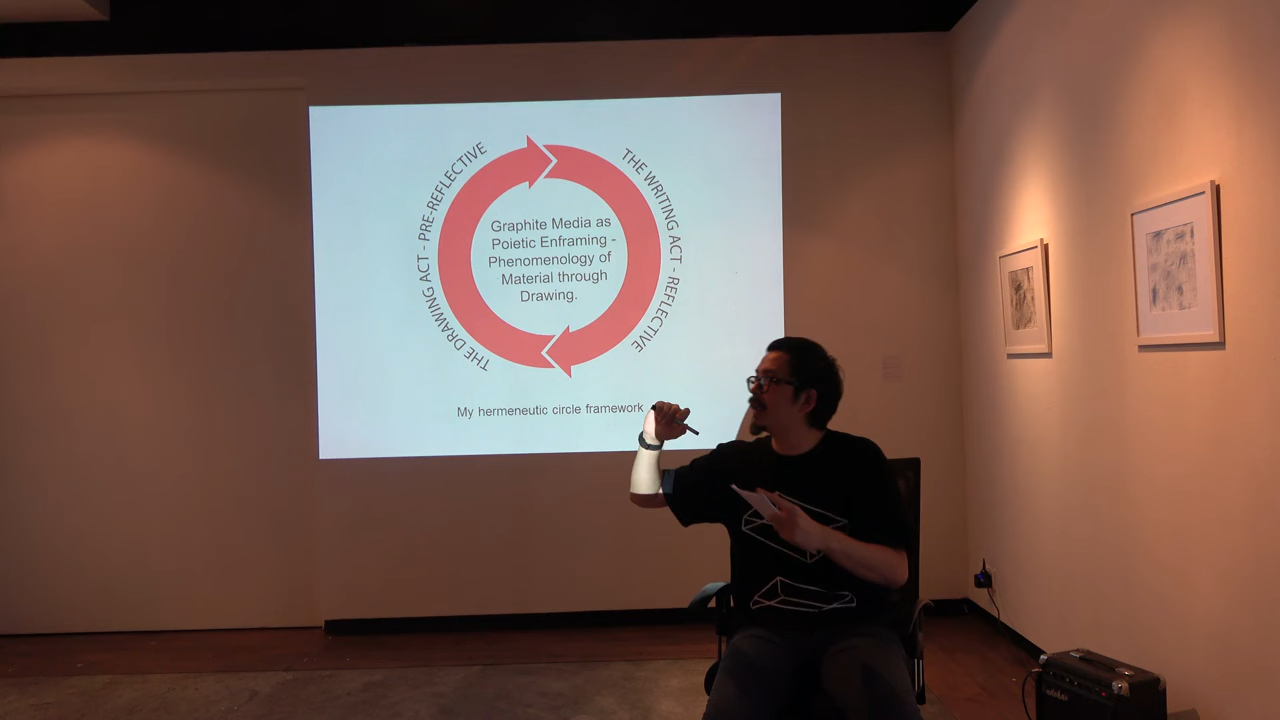 THE DRAWING ACT - PRE-REFLECTIVE
THE WRITING ACT - REFLECTIVE
Graphite Media as
Poietic Enframing -
Phenomenology of
Material through
Drawing.
My hermeneutic circle framework